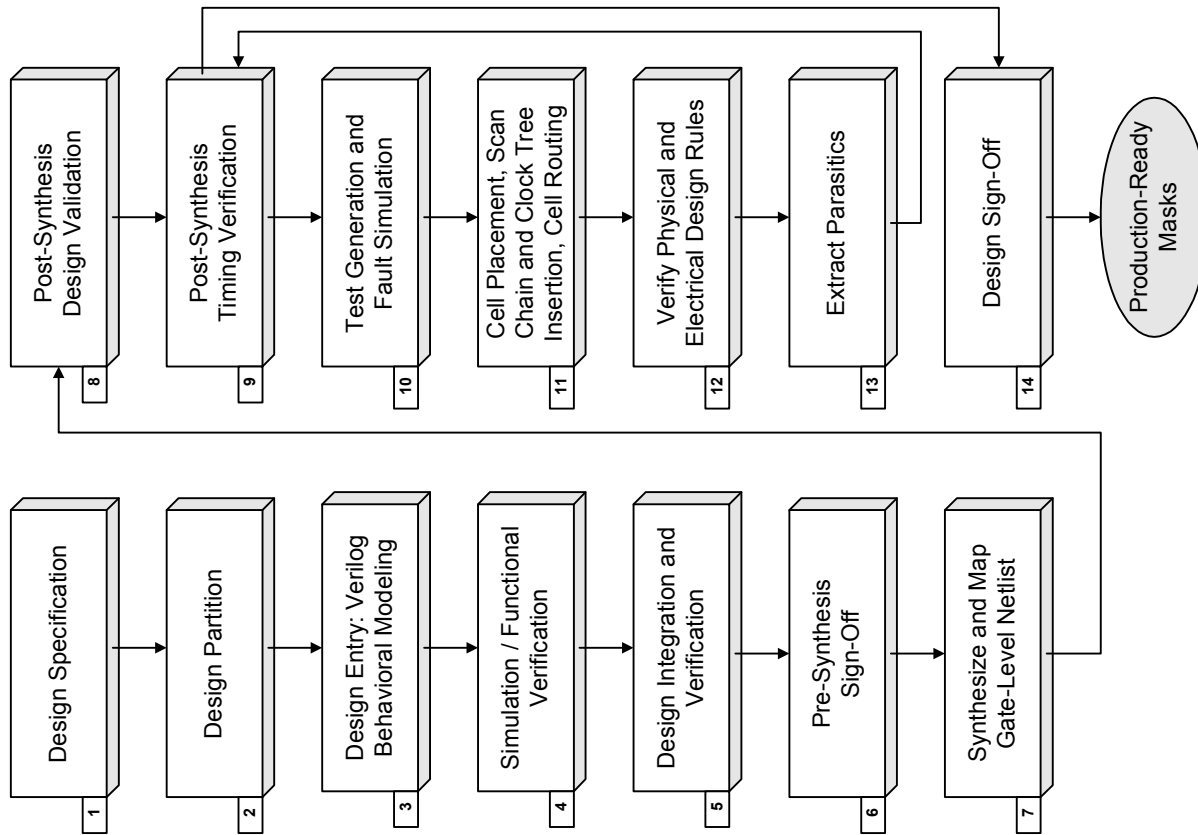 1
Design Specification
2
Design Partition
3
Design Entry: Verilog
Behavioral Modeling
4
Simulation / Functional
Verification
5
Design Integration and
Verification
6
Pre-Synthesis
Sign-Off
7
Synthesize and Map
Gate-Level Netlist
8
Post-Synthesis
Design Validation
9
Post-Synthesis
Timing Verification
10
Test Generation and
Fault Simulation
11
Cell Placement, Scan
Chain and Clock Tree
Insertion, Cell Routing
12
Verify Physical and
Electrical Design Rules
13
Extract Parasitics
14
Design Sign-Off
Production-Ready
Masks